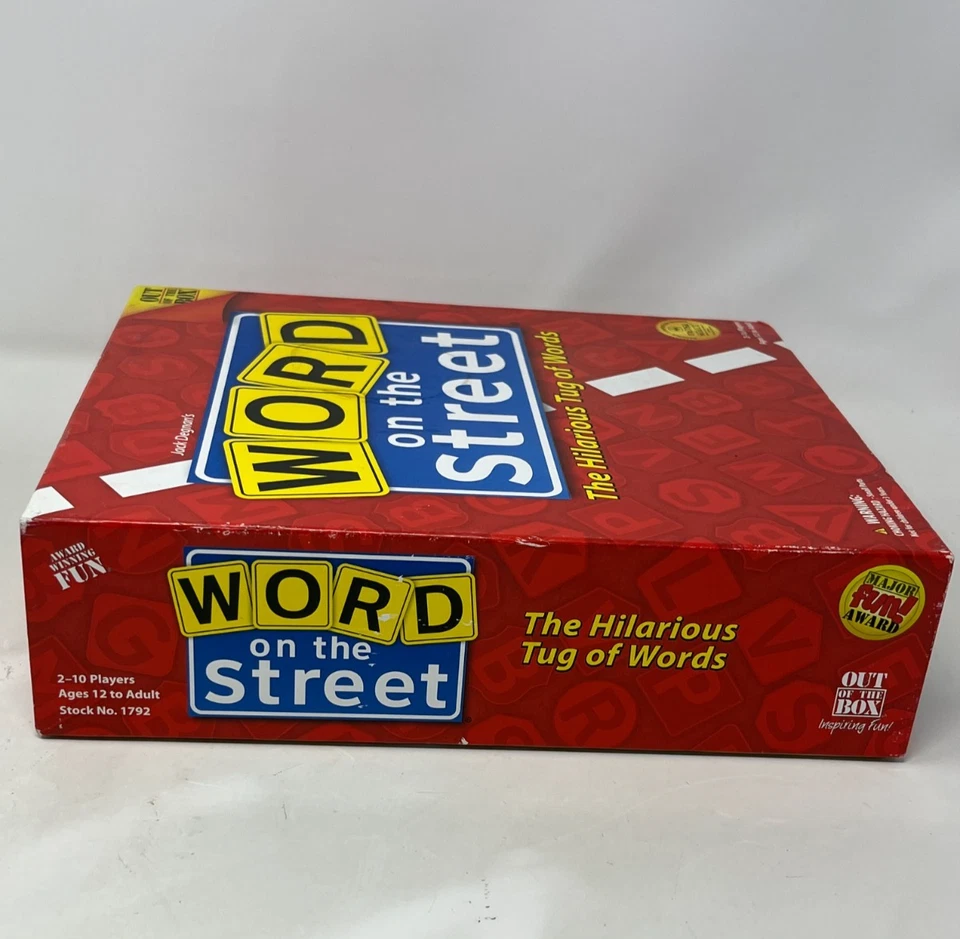 OUT
OF THE
BOX
Jack Degnan's
WORD
on the
Street
The Hilarious Tug of Words
WARNING:
AWARD
WINNING
FUN
WORD
on the
Street
The Hilarious
Tug of Words
2–10 Players
Ages 12 to Adult
Stock No. 1792
MAJOR
fun!
AWARD
OUT
OF THE
BOX
Inspiring Fun!